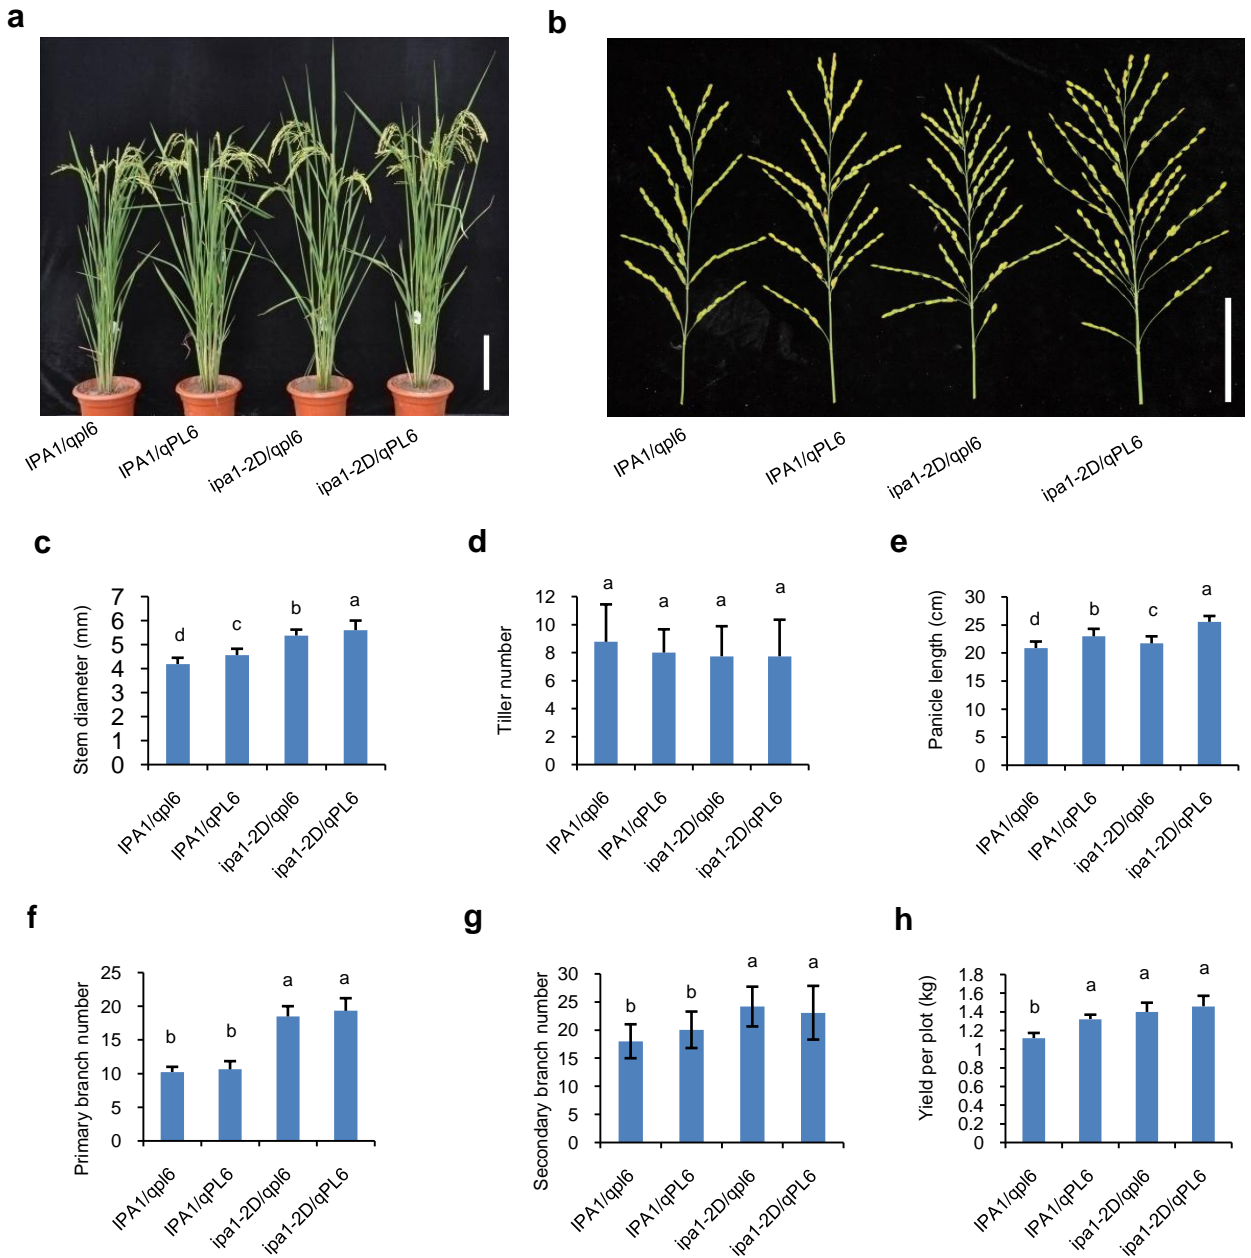 a
b
IPA1/qpl6
IPA1/qPL6
ipa1-2D/qpl6
ipa1-2D/qPL6
IPA1/qpl6
IPA1/qPL6
ipa1-2D/qpl6
ipa1-2D/qPL6
c
Stem diameter (mm)
7
6
5
4
3
2
1
0
d
c
b
a
IPA1/qpl6
IPA1/qPL6
ipa1-2D/qpl6
ipa1-2D/qPL6
d
Tiller number
12
10
8
6
4
2
0
a
a
a
a
IPA1/qpl6
IPA1/qPL6
ipa1-2D/qpl6
ipa1-2D/qPL6
e
Panicle length (cm)
30
25
20
15
10
5
0
d
b
c
a
IPA1/qpl6
IPA1/qPL6
ipa1-2D/qpl6
ipa1-2D/qPL6
f
Primary branch number
25
20
15
10
5
0
b
b
a
a
IPA1/qpl6
IPA1/qPL6
ipa1-2D/qpl6
ipa1-2D/qPL6
g
Secondary branch number
30
25
20
15
10
5
0
b
b
a
a
IPA1/qpl6
IPA1/qPL6
ipa1-2D/qpl6
ipa1-2D/qPL6
h
Yield per plot (kg)
1.8
1.6
1.4
1.2
1
0.8
0.6
0.4
0.2
0
b
a
a
a
IPA1/qpl6
IPA1/qPL6
ipa1-2D/qpl6
ipa1-2D/qPL6